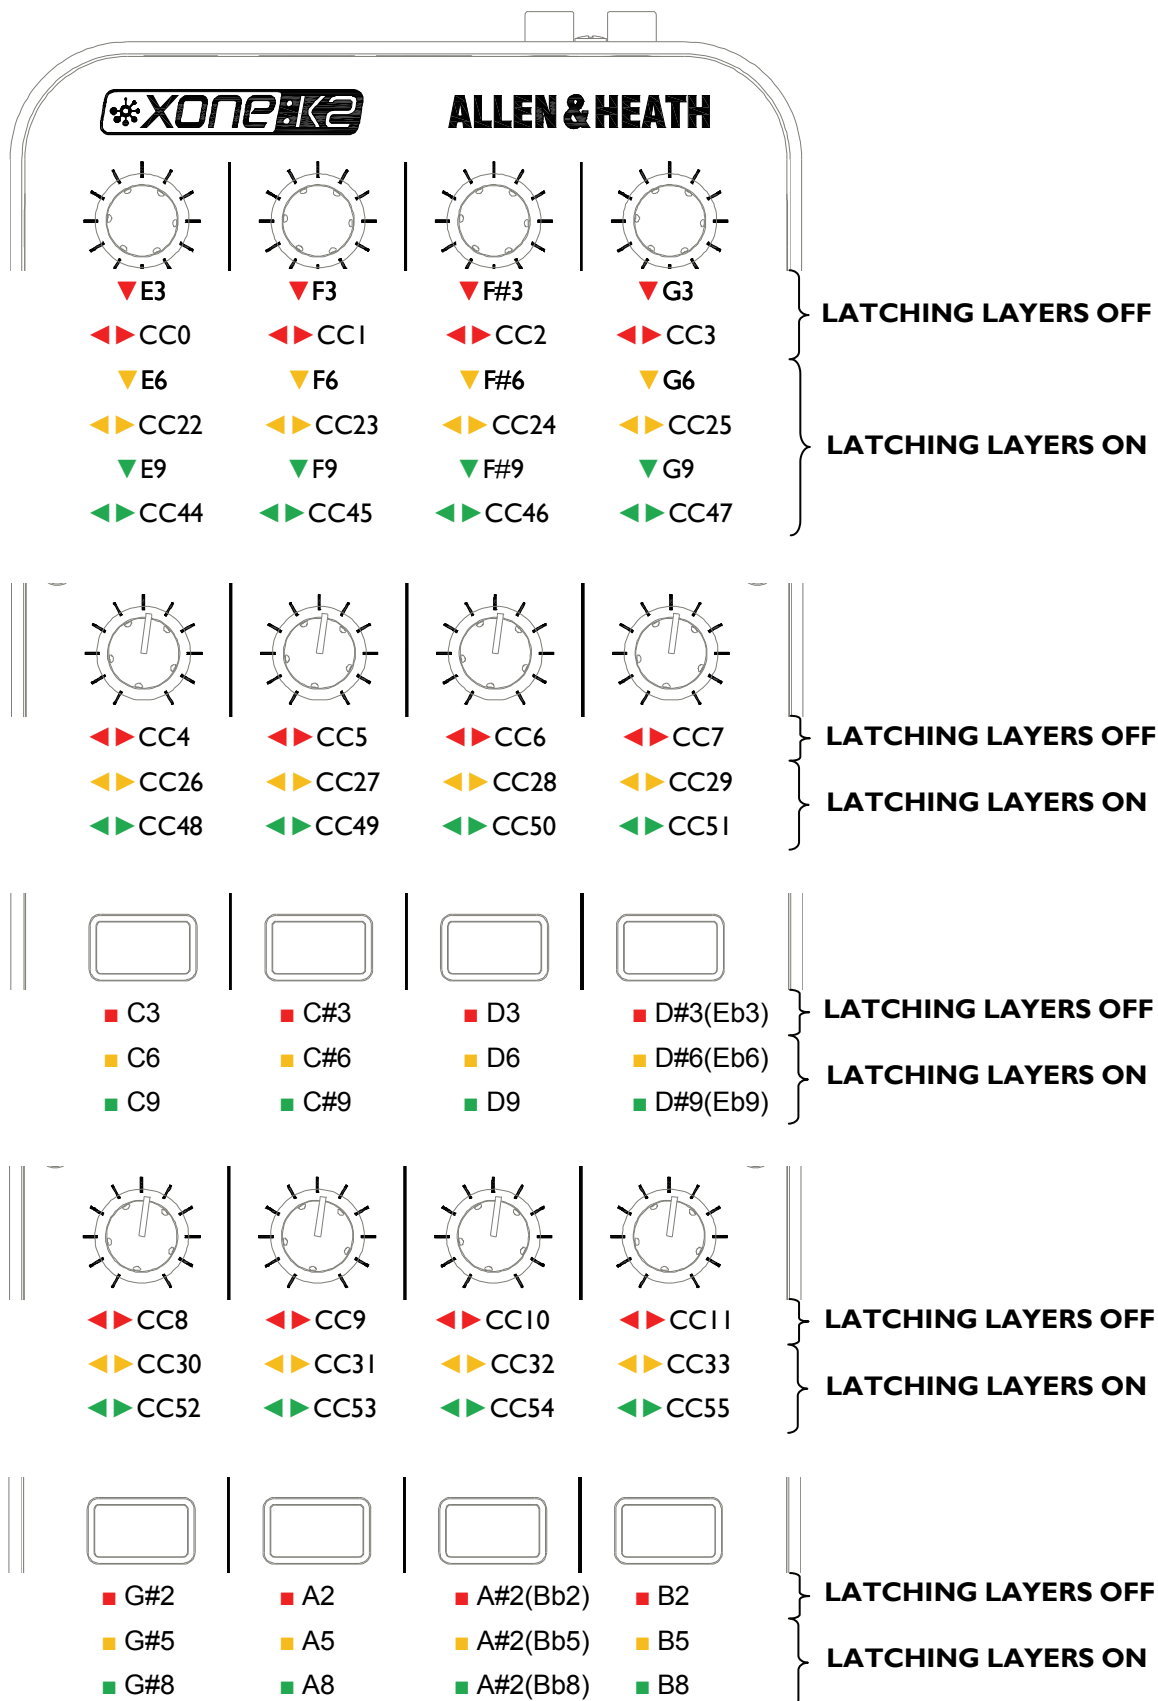 XONE:K2 ALLEN & HEATH
▼E3 ▼F3 ▼F#3 ▼G3
LATCHING LAYERS OFF
◀▶CC0 ◀▶CC1 ◀▶CC2 ◀▶CC3
▼E6 ▼F6 ▼F#6 ▼G6
◀▶CC22 ◀▶CC23 ◀▶CC24 ◀▶CC25
LATCHING LAYERS ON
▼E9 ▼F9 ▼F#9 ▼G9
◀▶CC44 ◀▶CC45 ◀▶CC46 ◀▶CC47
◀▶CC4 ◀▶CC5 ◀▶CC6 ◀▶CC7 LATCHING LAYERS OFF
◀▶CC26 ◀▶CC27 ◀▶CC28 ◀▶CC29
LATCHING LAYERS ON
◀▶CC48 ◀▶CC49 ◀▶CC50 ◀▶CC51
■ C3 ■ C#3 ■ D3 ■ D#3(Eb3) LATCHING LAYERS OFF
■ C6 ■ C#6 ■ D6 ■ D#6(Eb6)
LATCHING LAYERS ON
■ C9 ■ C#9 ■ D9 ■ D#9(Eb9)
◀▶CC8 ◀▶CC9 ◀▶CC10 ◀▶CC11 LATCHING LAYERS OFF
◀▶CC30 ◀▶CC31 ◀▶CC32 ◀▶CC33
LATCHING LAYERS ON
◀▶CC52 ◀▶CC53 ◀▶CC54 ◀▶CC55
■ G#2 ■ A2 ■ A#2(Bb2) ■ B2 LATCHING LAYERS OFF
■ G#5 ■ A5 ■ A#2(Bb5) ■ B5
LATCHING LAYERS ON
■ G#8 ■ A8 ■ A#2(Bb8) ■ B8